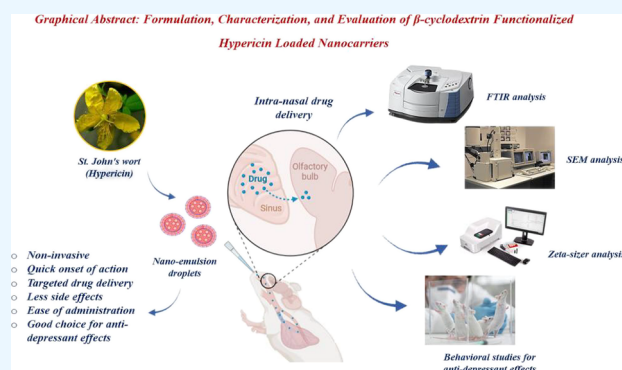 Graphical Abstract: Formulation, Characterization, and Evaluation of β-cyclodextrin Functionalized
Hypericin Loaded Nanocarriers
St. John's wort
(Hypericin)
Nano-emulsion
droplets
o Non-invasive
o Quick onset of action
o Targeted drug delivery
o Less side effects
o Ease of administration
o Good choice for anti-
depressant effects
Intra-nasal drug
delivery
Drug
Sinus
Olfactory
bulb
FTIR analysis
SEM analysis
Zeta-sizer analysis
Behavioral studies for
anti-depressant effects